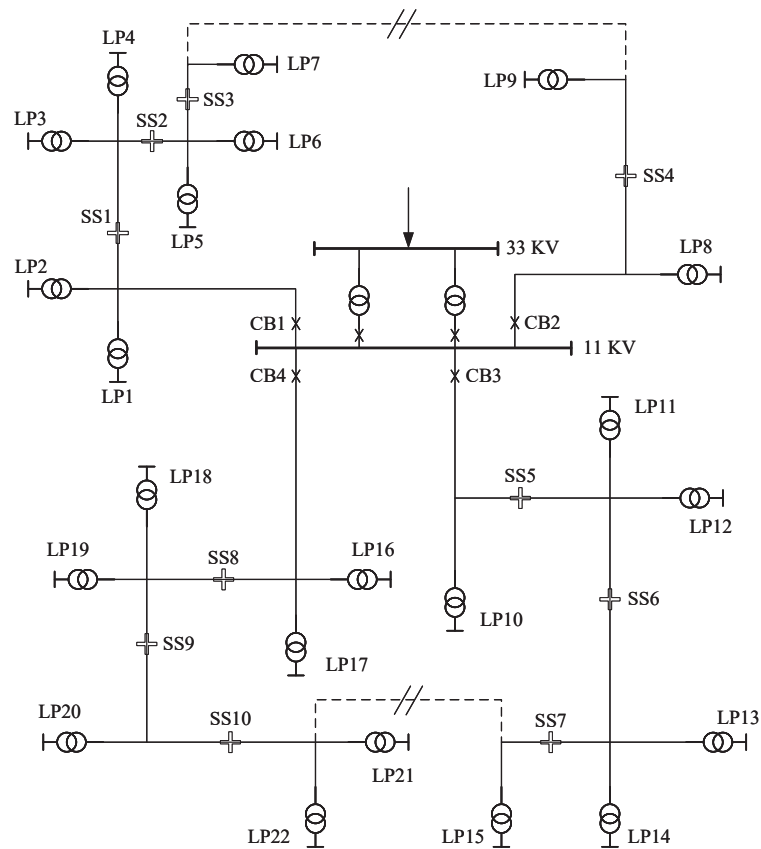 LP4
LP7
LP9
SS3
LP3
SS2
LP6
SS4
SS1
LP5
33 KV
LP8
LP2
CB1
CB2
11 KV
CB4
CB3
LP1
LP11
LP18
SS5
LP12
LP19
SS8
LP16
SS6
LP10
SS9
LP17
LP20
SS10
SS7
LP13
LP21
LP22
LP15
LP14